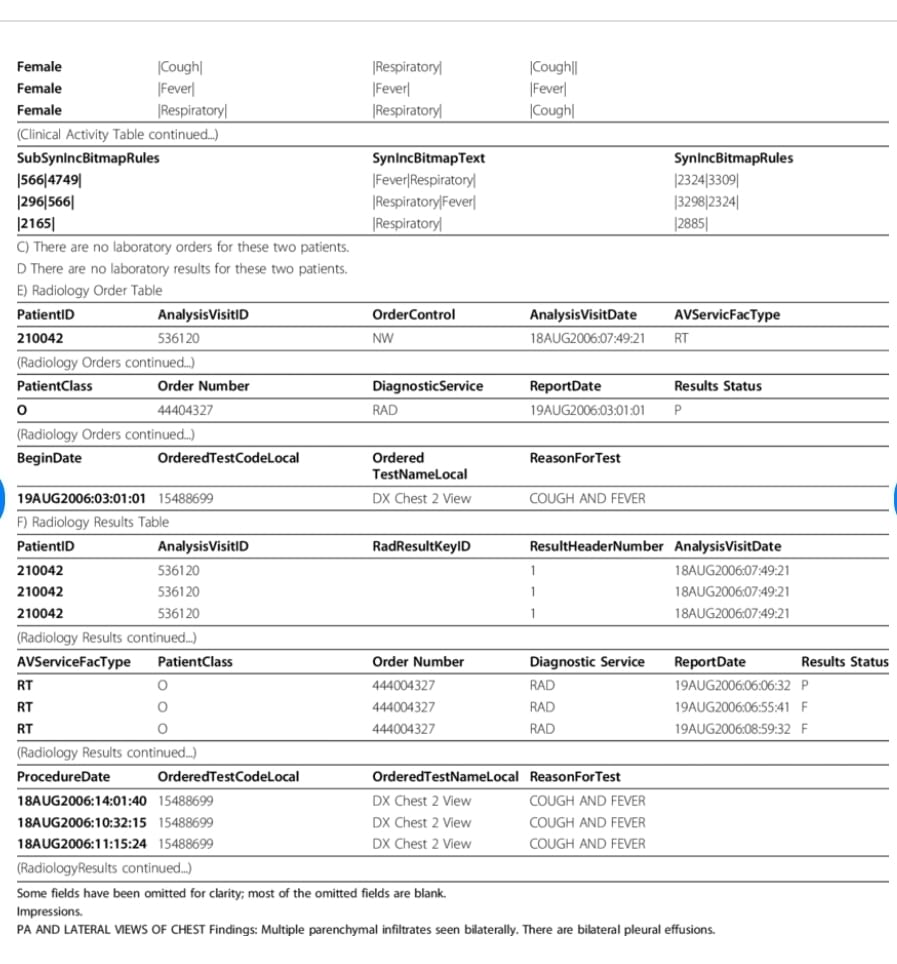 Female |Cough| |Respiratory| |Cough||
Female |Fever| |Fever| |Fever|
Female |Respiratory| |Respiratory| |Cough|
(Clinical Activity Table continued...)
SubSynIncBitmapRules SynIncBitmapText SynIncBitmapRules
|566|4749| |Fever|Respiratory| |2324|3309|
|296|566| |Respiratory|Fever| |3298|2324|
|2165| |Respiratory| |2885|
C) There are no laboratory orders for these two patients.
D There are no laboratory results for these two patients.
E) Radiology Order Table
PatientID AnalysisVisitID OrderControl AnalysisVisitDate AVServicFacType
210042 536120 NW 18AUG2006:07:49:21 RT
(Radiology Orders continued...)
PatientClass Order Number DiagnosticService ReportDate Results Status
O 44404327 RAD 19AUG2006:03:01:01 P
(Radiology Orders continued...)
BeginDate OrderedTestCodeLocal Ordered ReasonForTest
TestNameLocal
19AUG2006:03:01:01 15488699 DX Chest 2 View COUGH AND FEVER
F) Radiology Results Table
PatientID AnalysisVisitID RadResultKeyID ResultHeaderNumber AnalysisVisitDate
210042 536120 1 18AUG2006:07:49:21
210042 536120 1 18AUG2006:07:49:21
210042 536120 1 18AUG2006:07:49:21
(Radiology Results continued...)
AVServiceFacType PatientClass Order Number Diagnostic Service ReportDate Results Status
RT O 444004327 RAD 19AUG2006:06:06:32 P
RT O 444004327 RAD 19AUG2006:06:55:41 F
RT O 444004327 RAD 19AUG2006:08:59:32 F
(Radiology Results continued...)
ProcedureDate OrderedTestCodeLocal OrderedTestNameLocal ReasonForTest
18AUG2006:14:01:40 15488699 DX Chest 2 View COUGH AND FEVER
18AUG2006:10:32:15 15488699 DX Chest 2 View COUGH AND FEVER
18AUG2006:11:15:24 15488699 DX Chest 2 View COUGH AND FEVER
(RadiologyResults continued...)
Some fields have been omitted for clarity; most of the omitted fields are blank.
Impressions.
PA AND LATERAL VIEWS OF CHEST Findings: Multiple parenchymal infiltrates seen bilaterally. There are bilateral pleural effusions.